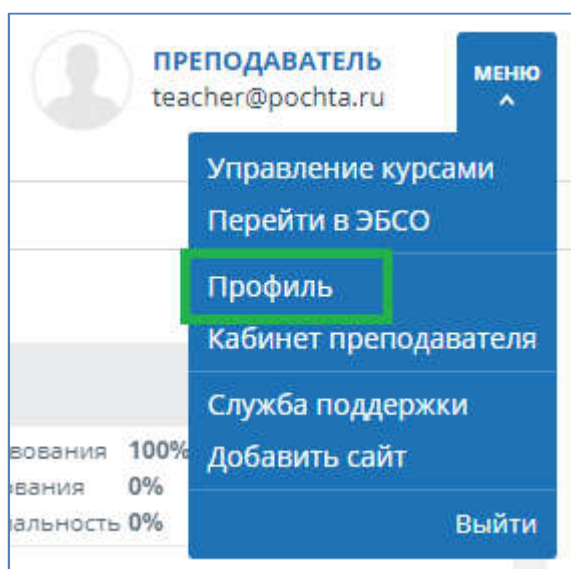 ПРЕПОДАВАТЕЛЬ
teacher@pochta.ru
МЕНЮ
Управление курсами
Перейти в ЭБСО
Профиль
Кабинет преподавателя
Служба поддержки
Добавить сайт
Выйти
вования 100%
вания 0%
альность 0%